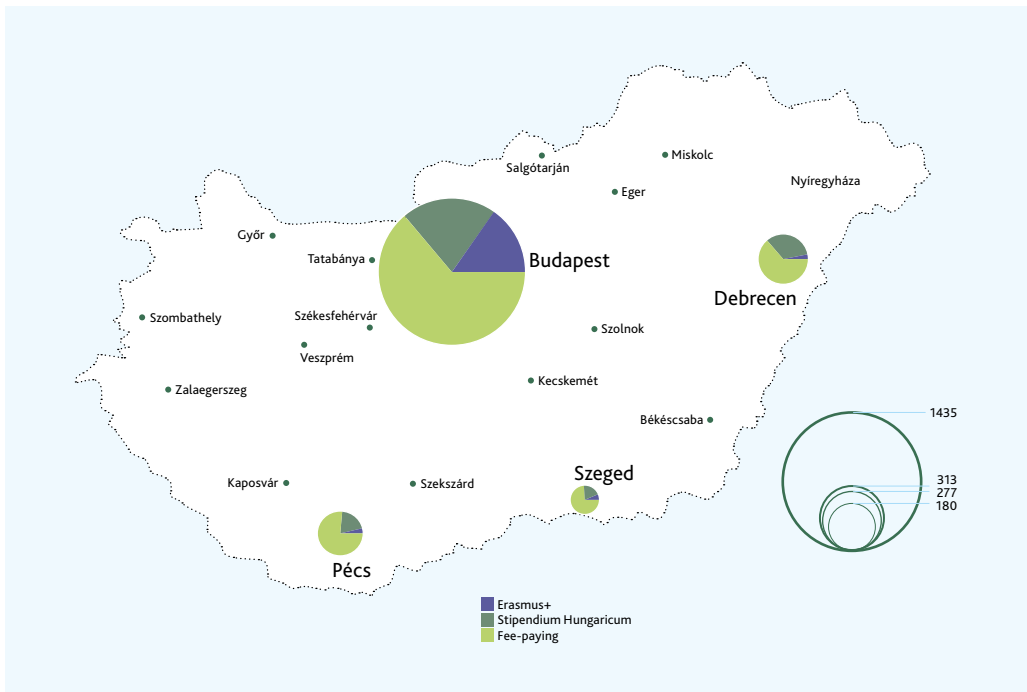 Salgótarján
Miskolc
Eger
Nyíregyháza
Győr
Tatabánya
Budapest
Debrecen
Szombathely
Székesfehérvár
Veszprém
Szolnok
Zalaegerszeg
Kecskemét
Békéscsaba
1435
Kaposvár
Szekszárd
Szeged
313
277
180
Pécs
Erasmus+
Stipendium Hungaricum
Fee-paying